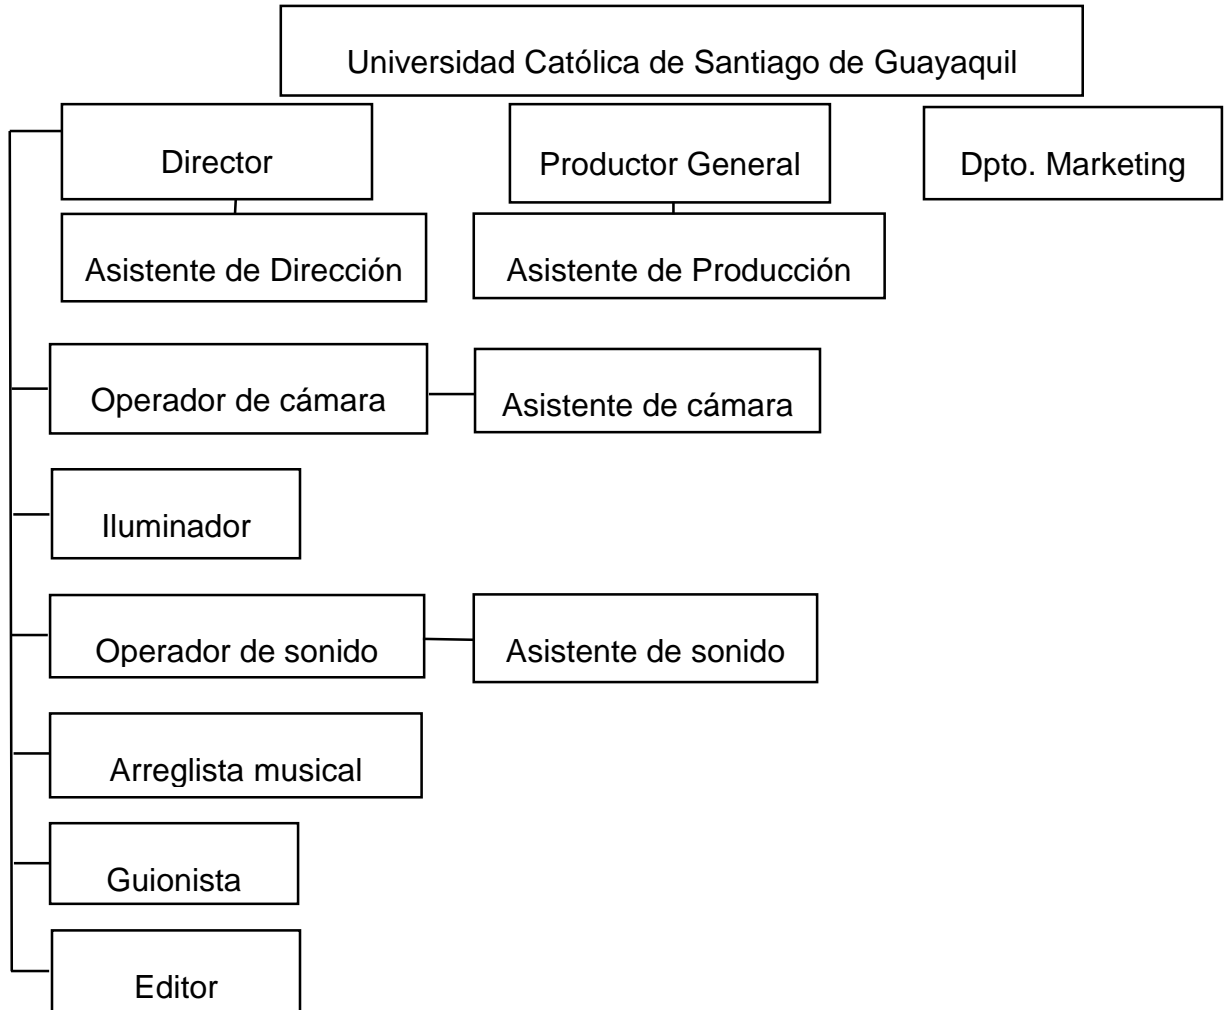 Universidad Católica de Santiago de Guayaquil
Director
Productor General
Dpto. Marketing
Asistente de Dirección
Asistente de Producción
Operador de cámara
Asistente de cámara
Iluminador
Operador de sonido
Asistente de sonido
Arreglista musical
Guionista
Editor